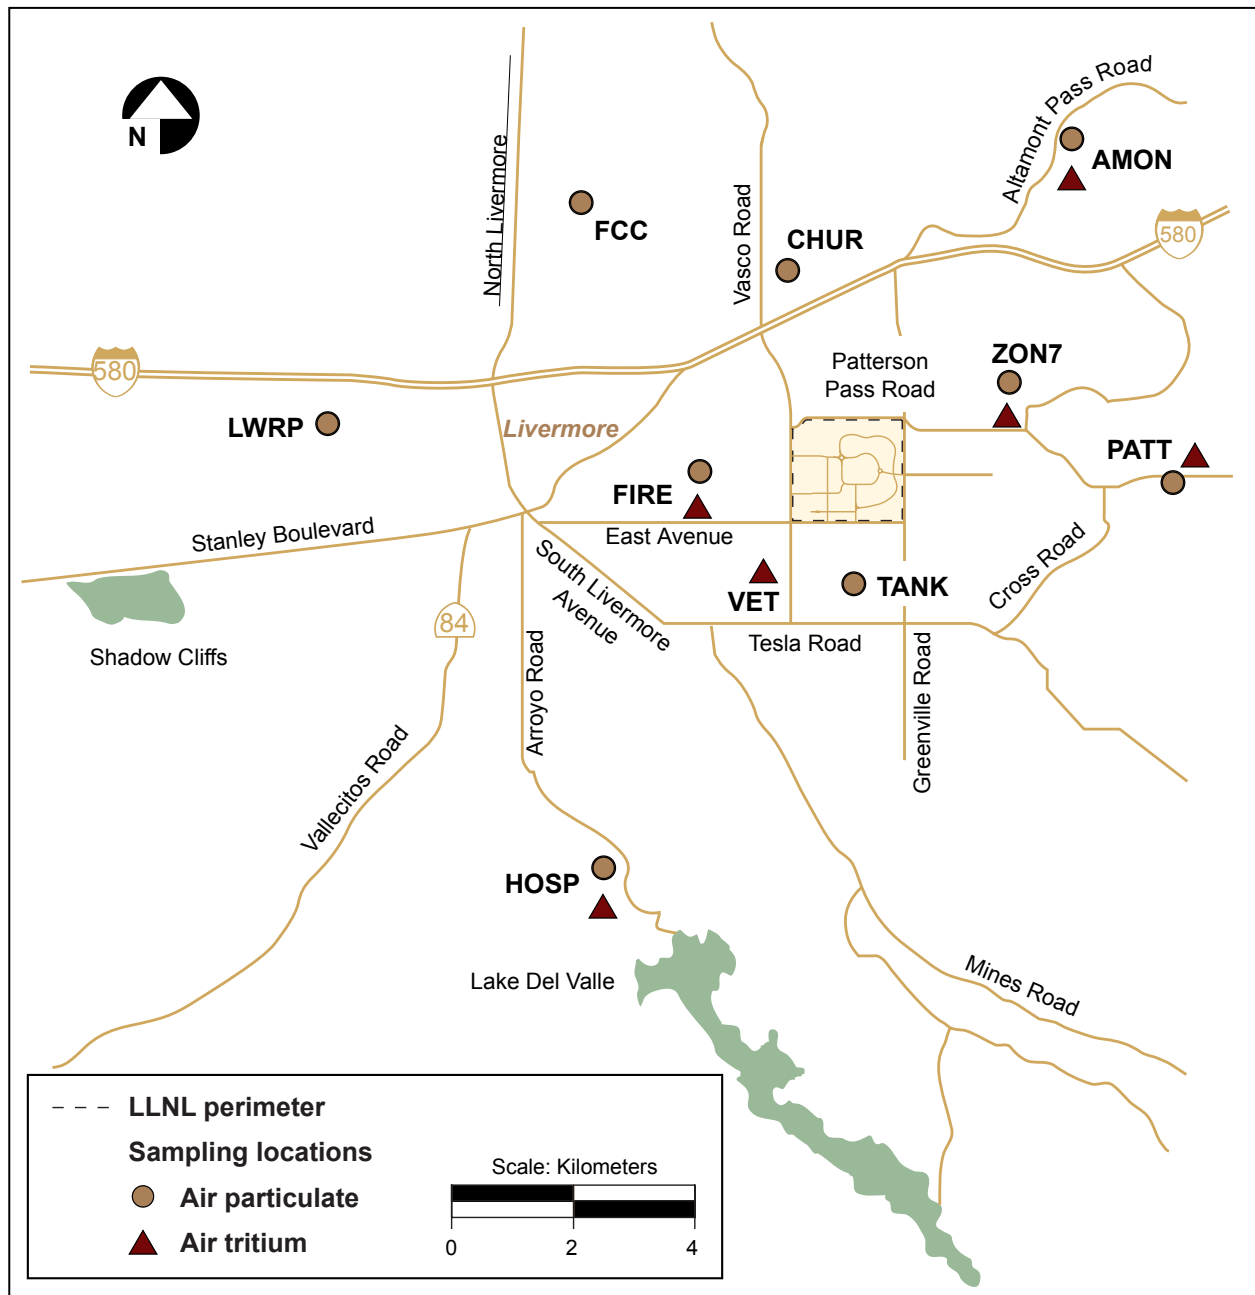 Altamont Pass Road
N
AMON
North Livermore
FCC
Vasco Road
CHUR
580
ZON7
Patterson
Pass Road
580
LWRP
Livermore
PATT
FIRE
Stanley Boulevard
East Avenue
South Livermore
Avenue
VET
TANK
Cross Road
84
Shadow Cliffs
Tesla Road
Arroyo Road
Greenville Road
Vallecitos Road
HOSP
Lake Del Valle
Mines Road
LLNL perimeter
Sampling locations
Air particulate
Air tritium
Scale: Kilometers
0 2 4